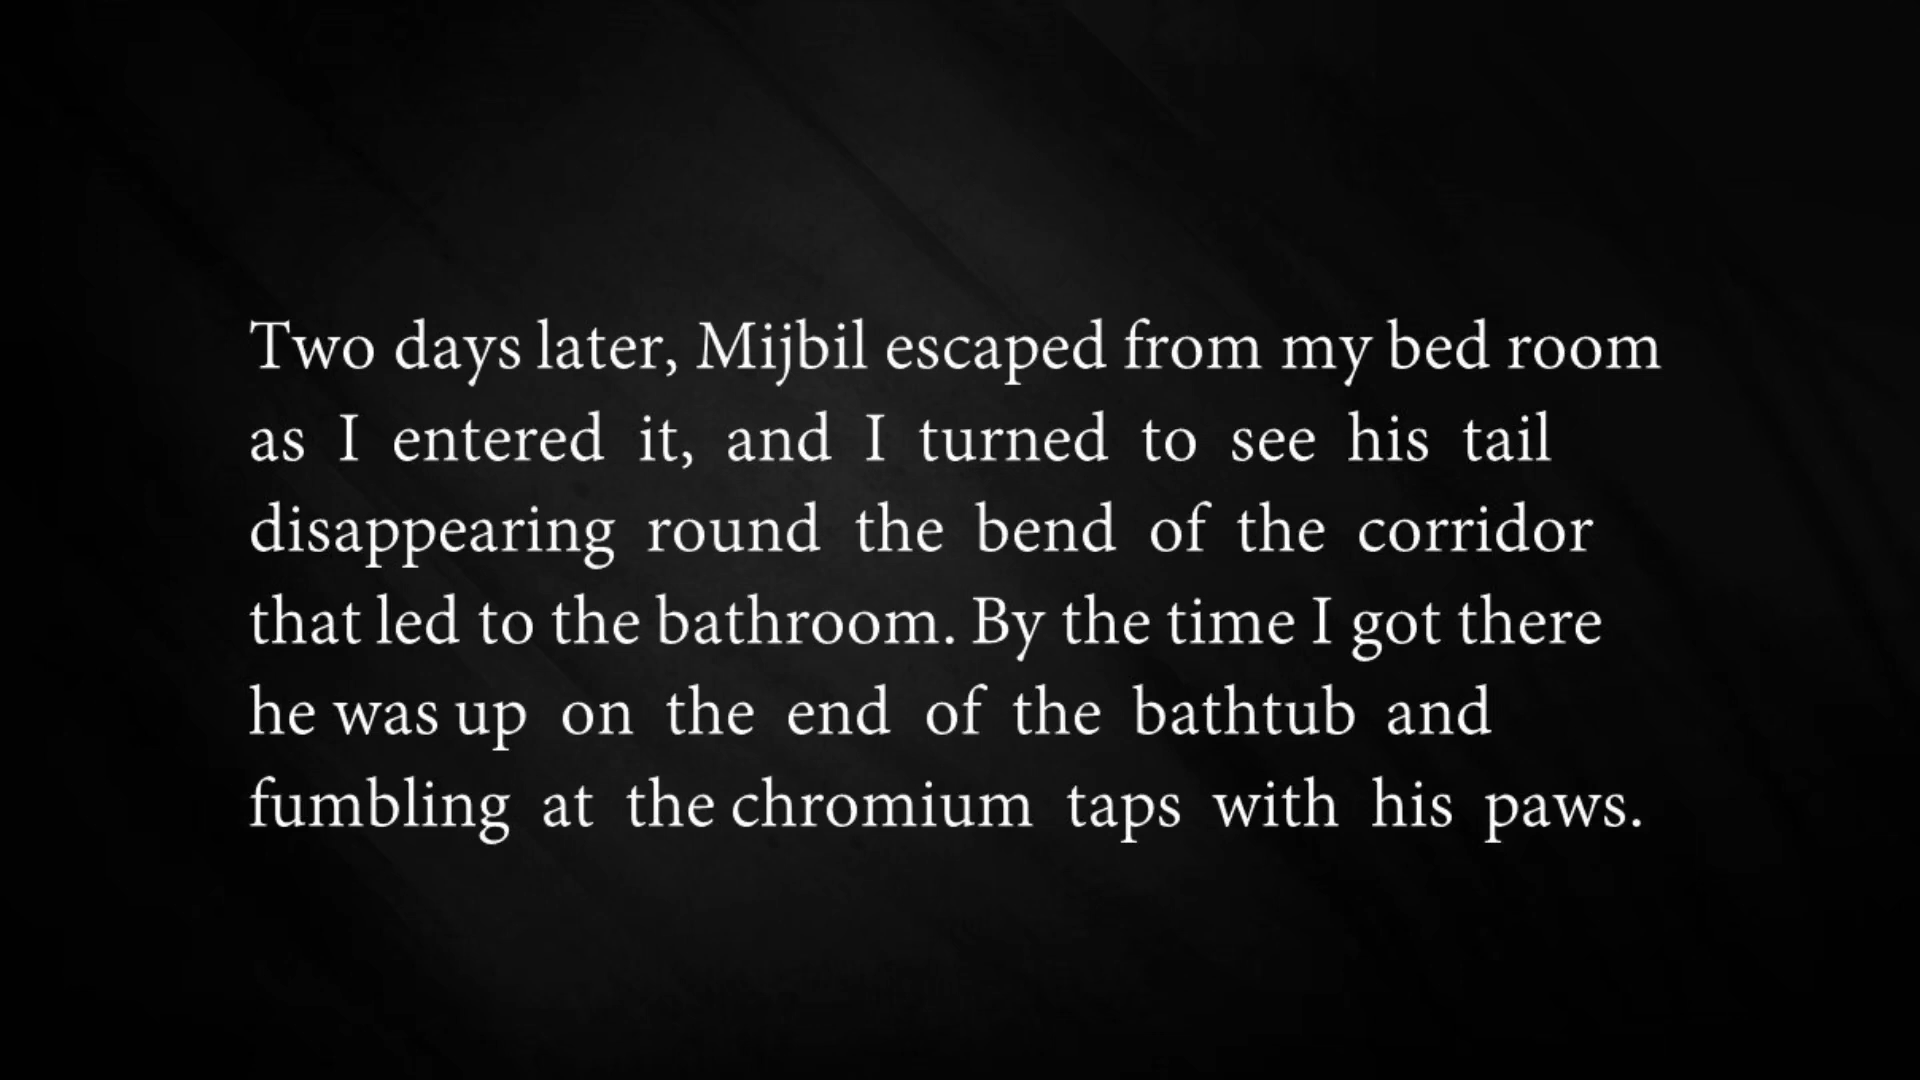 Two days later, Mijbil escaped from my bed room
as I entered it, and I turned to see his tail
disappearing round the bend of the corridor
that led to the bathroom. By the time I got there
he was up on the end of the bathtub and
fumbling at the chromium taps with his paws.